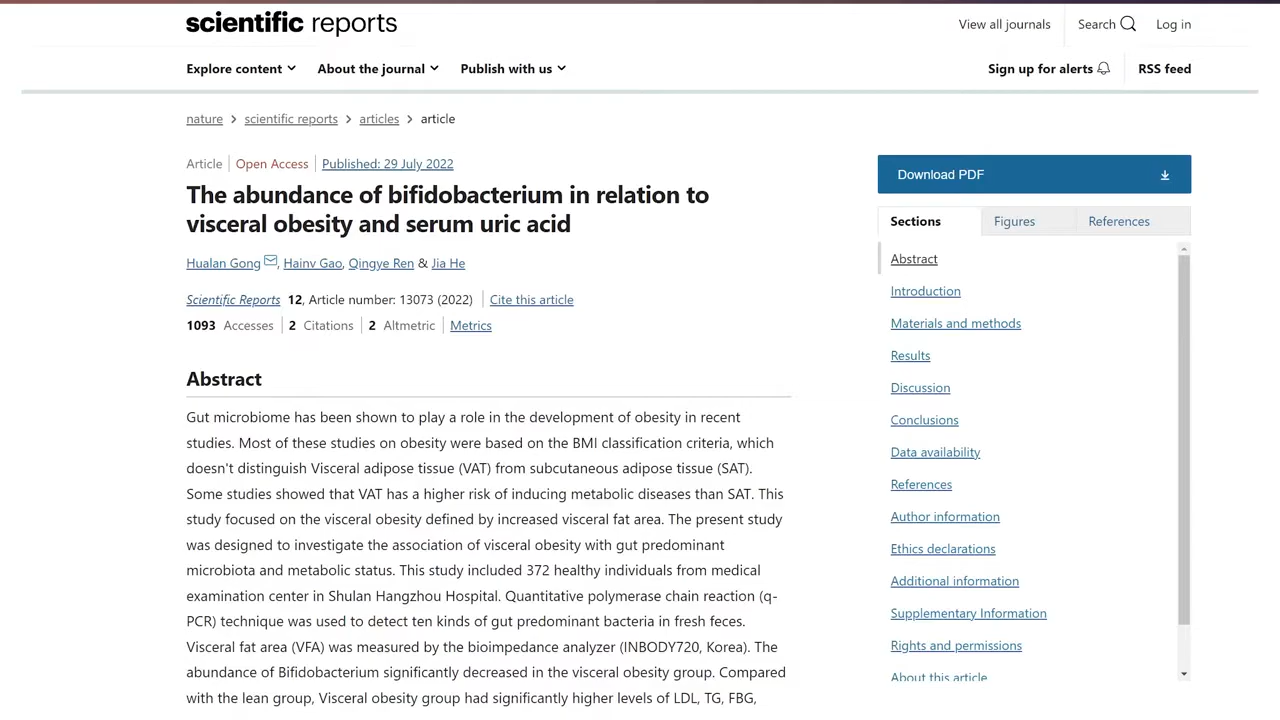 scientific reports
View all journals Search Log in
Explore content About the journal Publish with us Sign up for alerts RSS feed
nature > scientific reports > articles > article
Article Open Access Published: 29 July 2022
The abundance of bifidobacterium in relation to
visceral obesity and serum uric acid
Hualan Gong, Hainv Gao, Qingye Ren & Jia He
Scientific Reports 12, Article number: 13073 (2022) Cite this article
1093 Accesses 2 Citations 2 Altmetric Metrics
Abstract
Gut microbiome has been shown to play a role in the development of obesity in recent
studies. Most of these studies on obesity were based on the BMI classification criteria, which
doesn't distinguish Visceral adipose tissue (VAT) from subcutaneous adipose tissue (SAT).
Some studies showed that VAT has a higher risk of inducing metabolic diseases than SAT. This
study focused on the visceral obesity defined by increased visceral fat area. The present study
was designed to investigate the association of visceral obesity with gut predominant
microbiota and metabolic status. This study included 372 healthy individuals from medical
examination center in Shulan Hangzhou Hospital. Quantitative polymerase chain reaction (q-
PCR) technique was used to detect ten kinds of gut predominant bacteria in fresh feces.
Visceral fat area (VFA) was measured by the bioimpedance analyzer (INBODY720, Korea). The
abundance of Bifidobacterium significantly decreased in the visceral obesity group. Compared
with the lean group, Visceral obesity group had significantly higher levels of LDL, TG, FBG,
Download PDF
Sections Figures References
Abstract
Introduction
Materials and methods
Results
Discussion
Conclusions
Data availability
References
Author information
Ethics declarations
Additional information
Supplementary Information
Rights and permissions
About this article